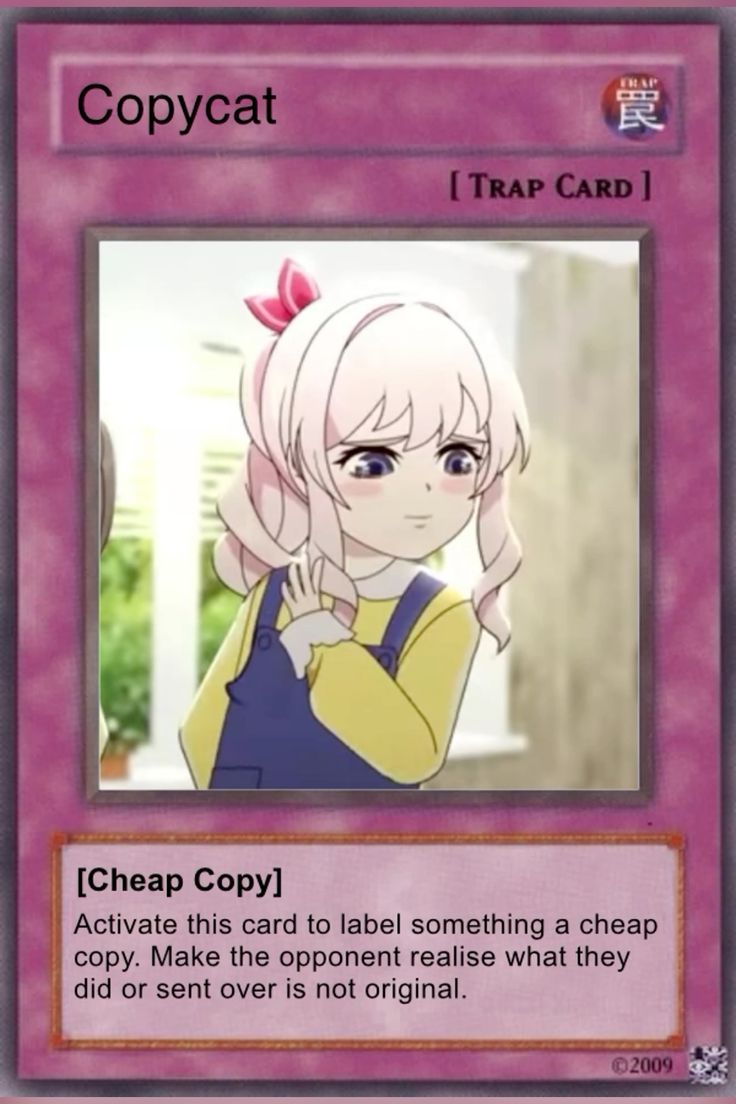 Copycat
TRAP
罠
[ TRAP CARD ]
[Cheap Copy]
Activate this card to label something a cheap
copy. Make the opponent realise what they
did or sent over is not original.
©2009